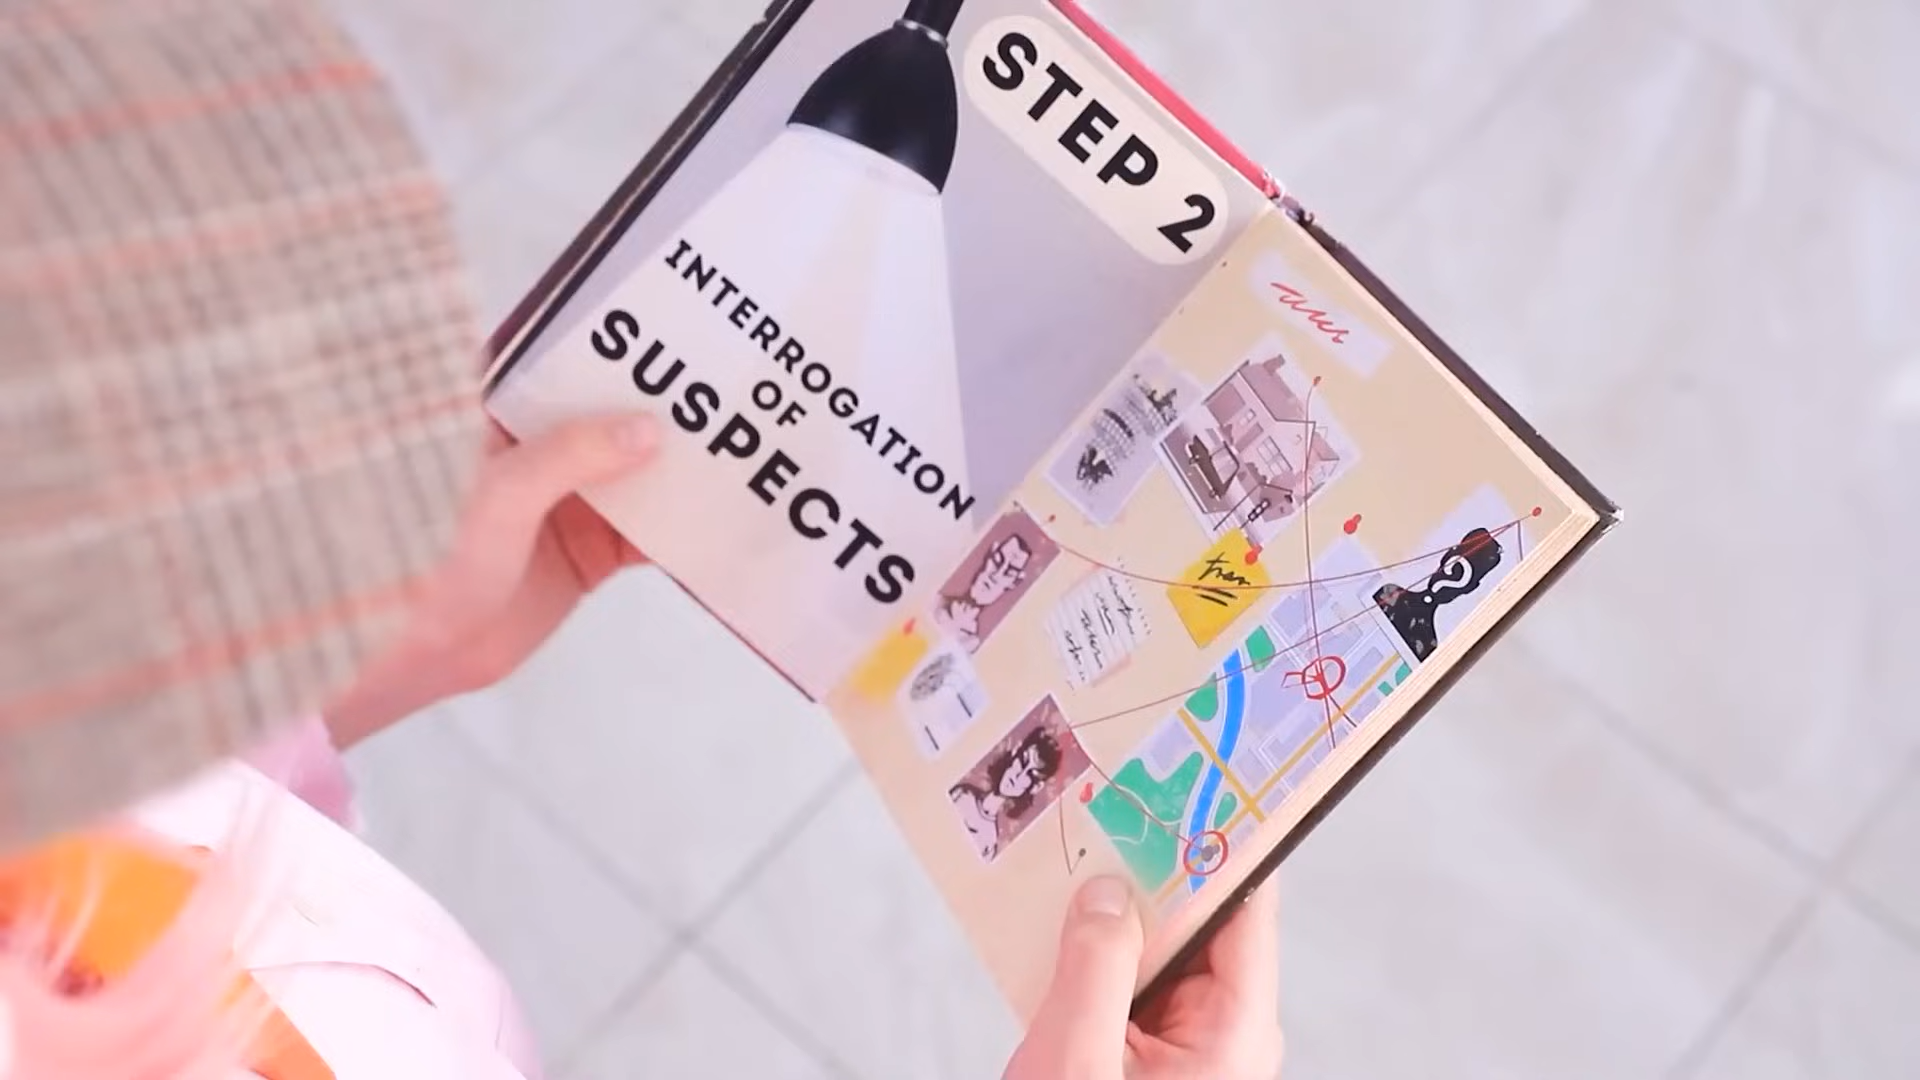 STEP 2
INTERROGATION
OF
SUSPECTS
?